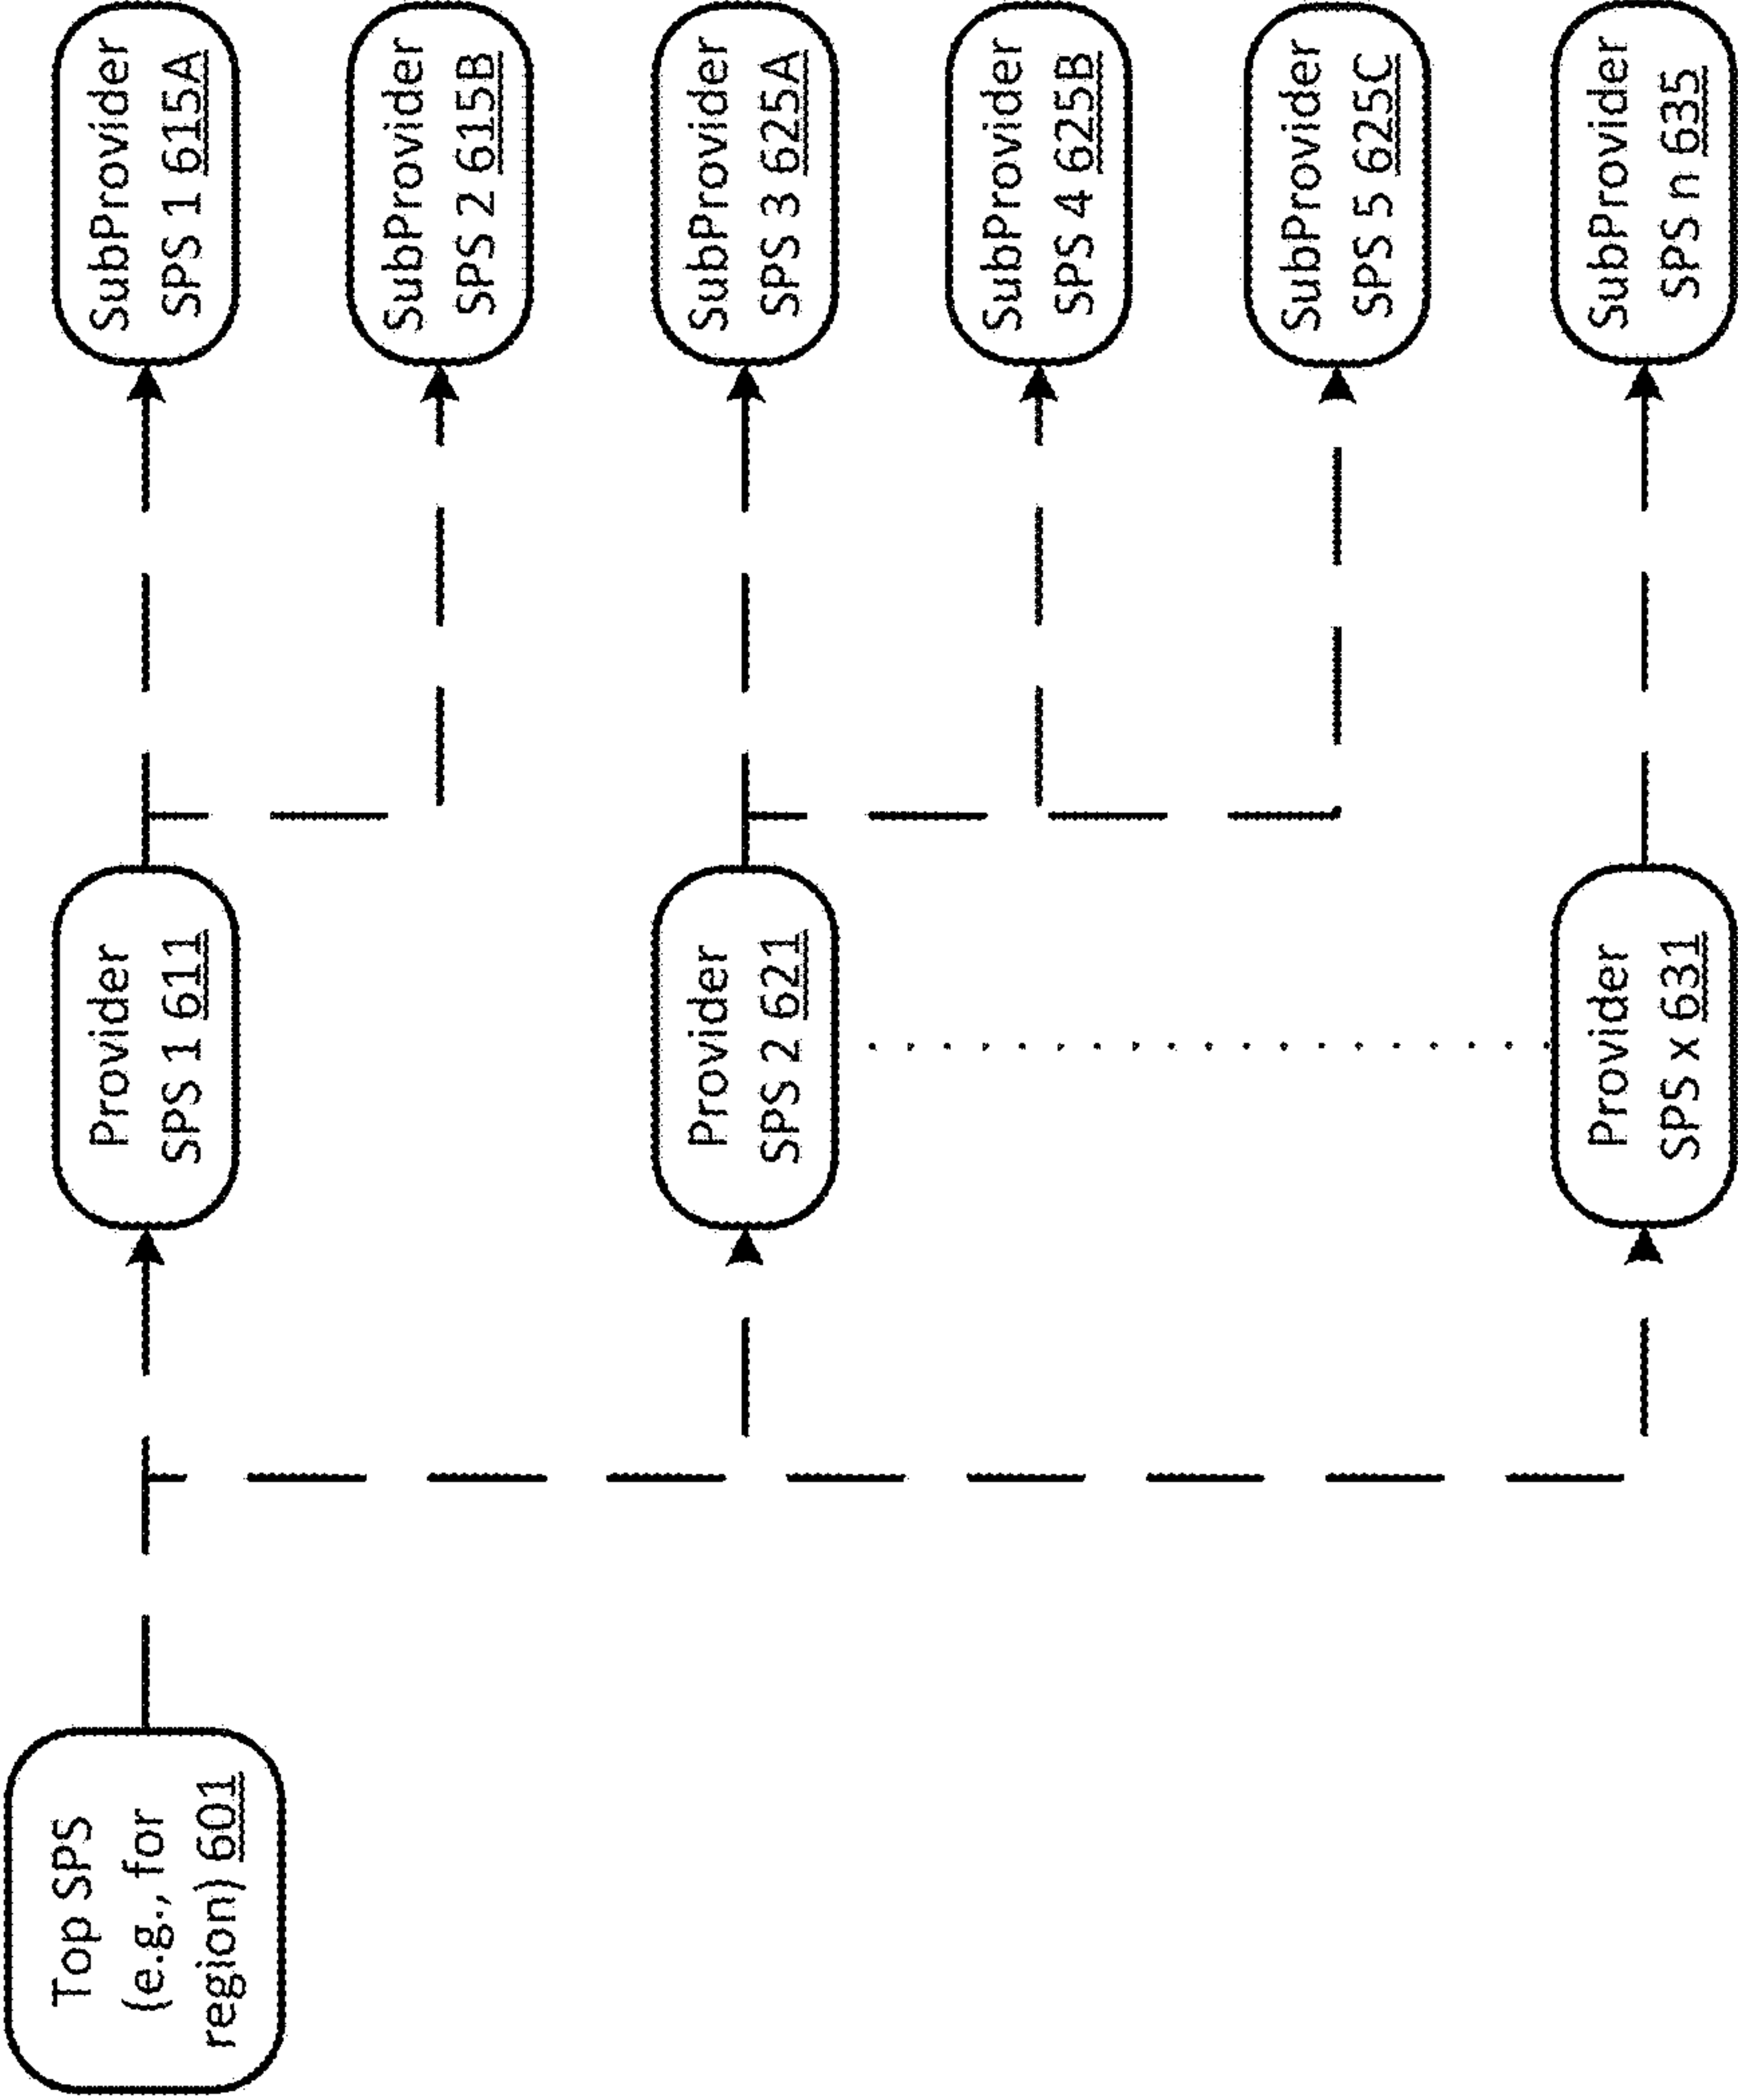 Top SPS
(e.g., for
region) 601
Provider
SPS 1 611
SubProvider
SPS 1 615A
SubProvider
SPS 2 615B
Provider
SPS 2 621
SubProvider
SPS 3 625A
SubProvider
SPS 4 625B
SubProvider
SPS 5 625C
Provider
SPS x 631
SubProvider
SPS n 635